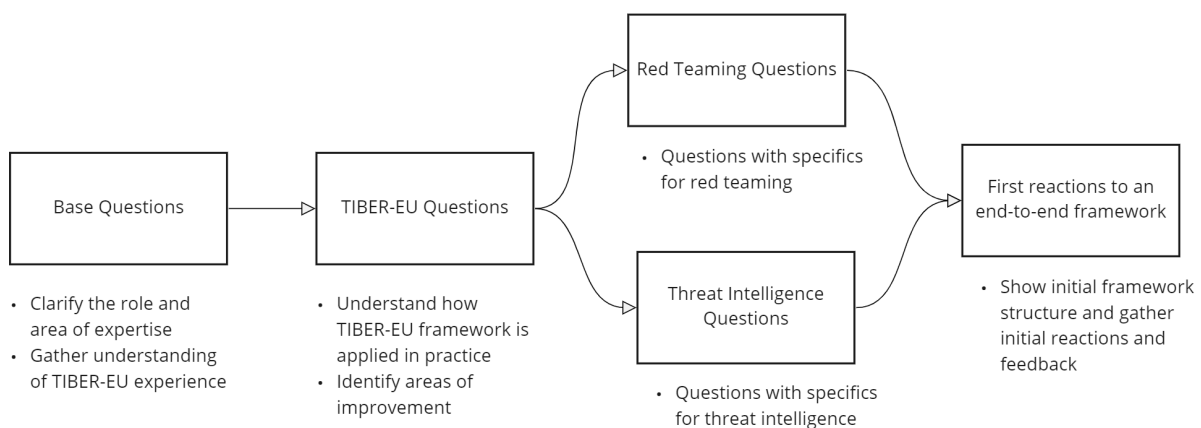 Base Questions
• Clarify the role and
area of expertise
• Gather understanding
of TIBER-EU experience
TIBER-EU Questions
• Understand how
TIBER-EU framework is
applied in practice
• Identify areas of
improvement
Red Teaming Questions
• Questions with specifics
for red teaming
Threat Intelligence
Questions
• Questions with specifics
for threat intelligence
First reactions to an
end-to-end framework
• Show initial framework
structure and gather
initial reactions and
feedback